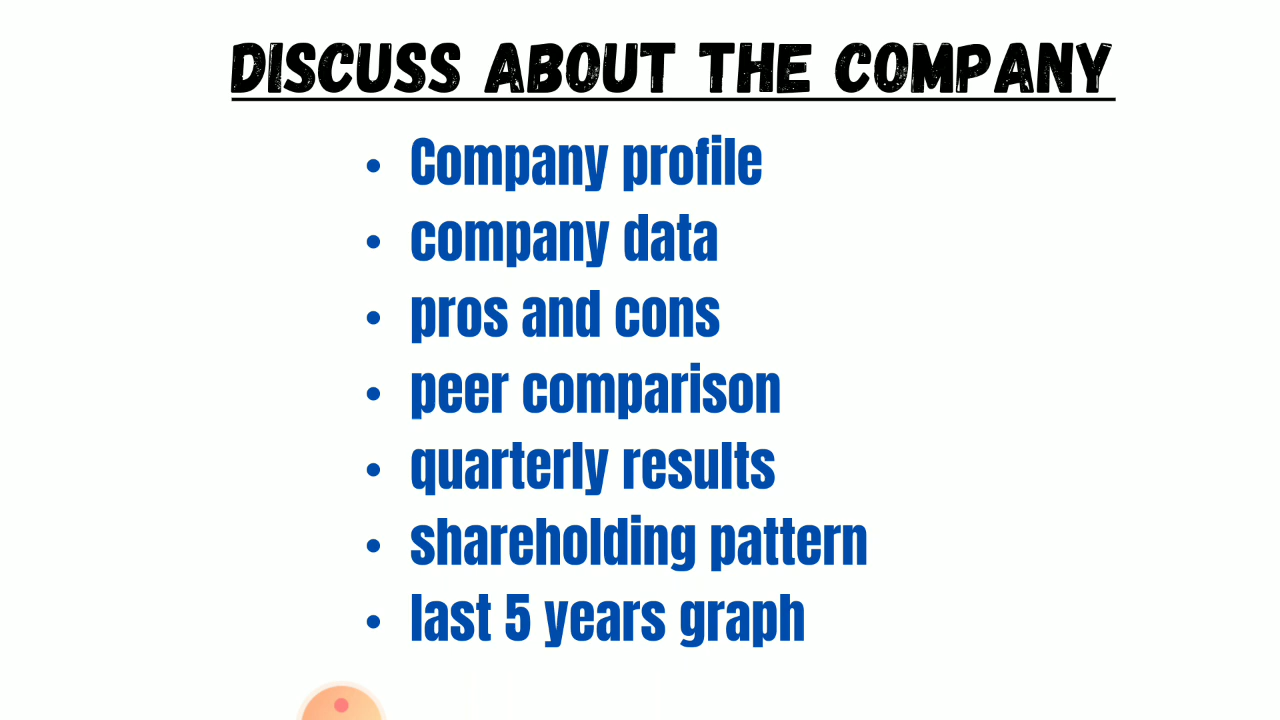 DISCUSS ABOUT THE COMPANY
• Company profile
• company data
• pros and cons
• peer comparison
• quarterly results
• shareholding pattern
• last 5 years graph